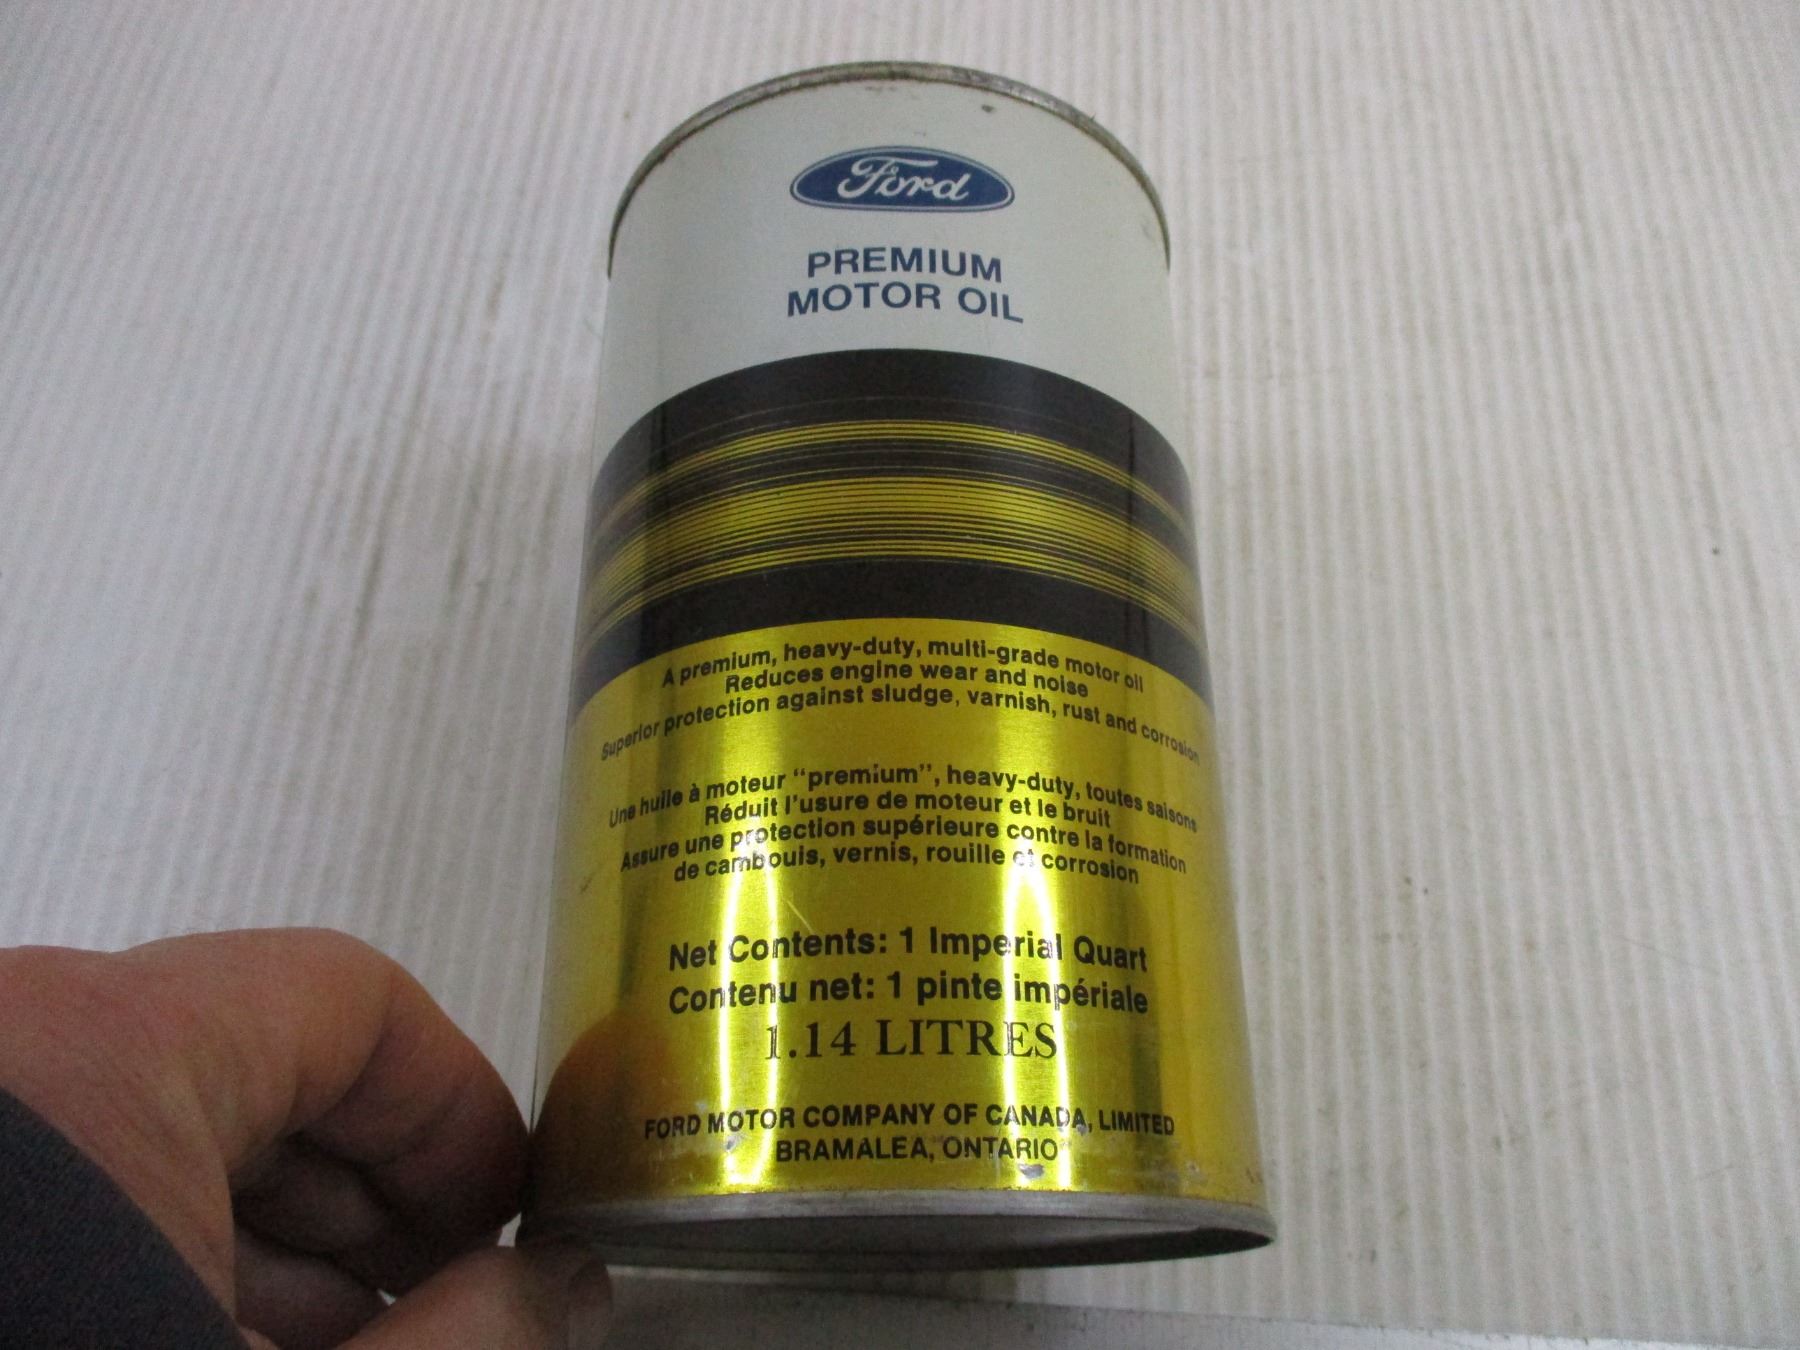 Ford
PREMIUM
MOTOR OIL
A premium, heavy-duty, multi-grade motor oil
Reduces engine wear and noise
Superior protection against sludge, varnish, rust and corrosion
Une huile à moteur “premium”, heavy-duty, toutes saisons
Réduit l'usure de moteur et le bruit
Assure une protection supérieure contre la formation
de cambouis, vernis, rouille et corrosion
Net Contents: 1 Imperial Quart
Contenu net: 1 pinte impériale
1.14 LITRES
FORD MOTOR COMPANY OF CANADA, LIMITED
BRAMALEA, ONTARIO